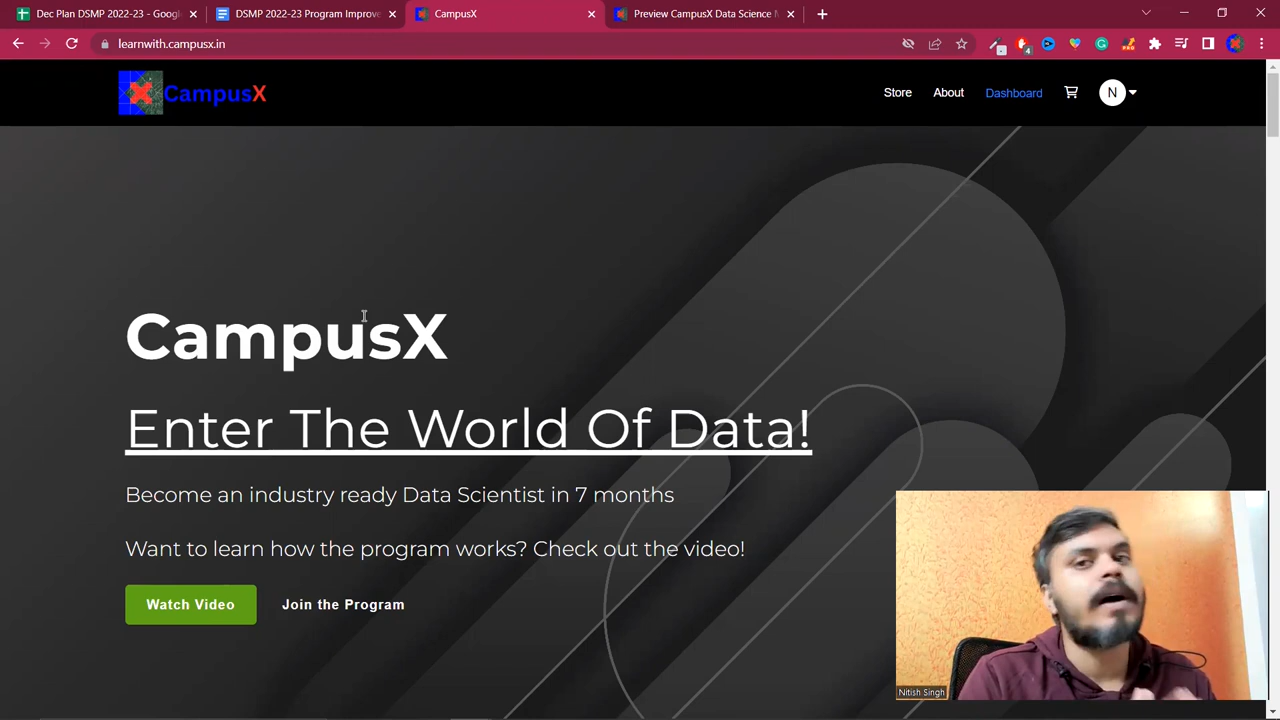 Dec Plan DSMP 2022-23 - Googl
DSMP 2022-23 Program Improve
CampusX
Preview CampusX Data Science M
learnwith.campusx.in
4
CampusX
Store
About
Dashboard
N
CampusX
Enter The World Of Data!
Become an industry ready Data Scientist in 7 months
Want to learn how the program works? Check out the video!
Watch Video
Join the Program
Nitish Singh